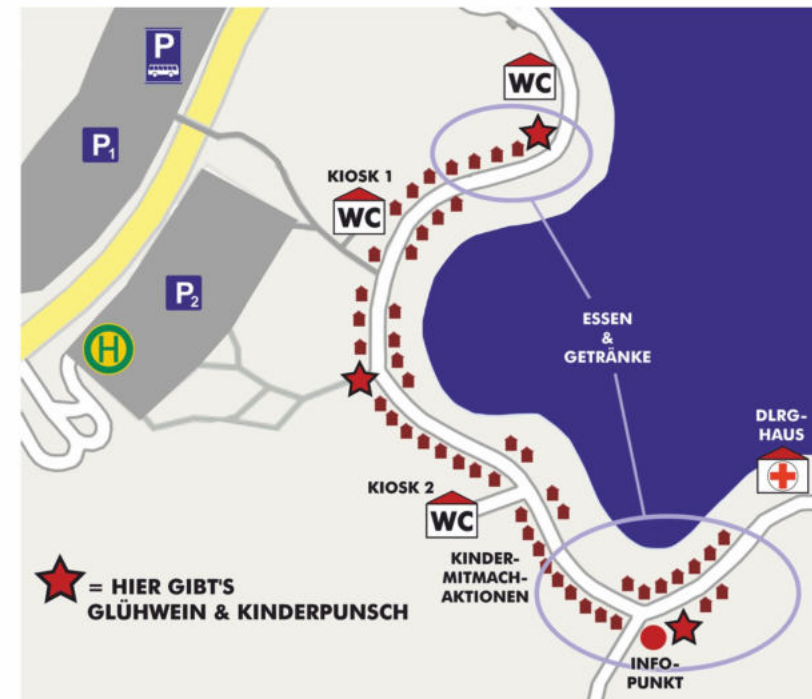 P
P1
P2
H
WC
KIOSK 1
WC
ESSEN
&
GETRÄNKE
DLRG-
HAUS
KIOSK 2
WC
KINDER-
MITMACH-
AKTIONEN
= HIER GIBT'S
GLÜHWEIN & KINDERPUNSCH
INFO-
PUNKT